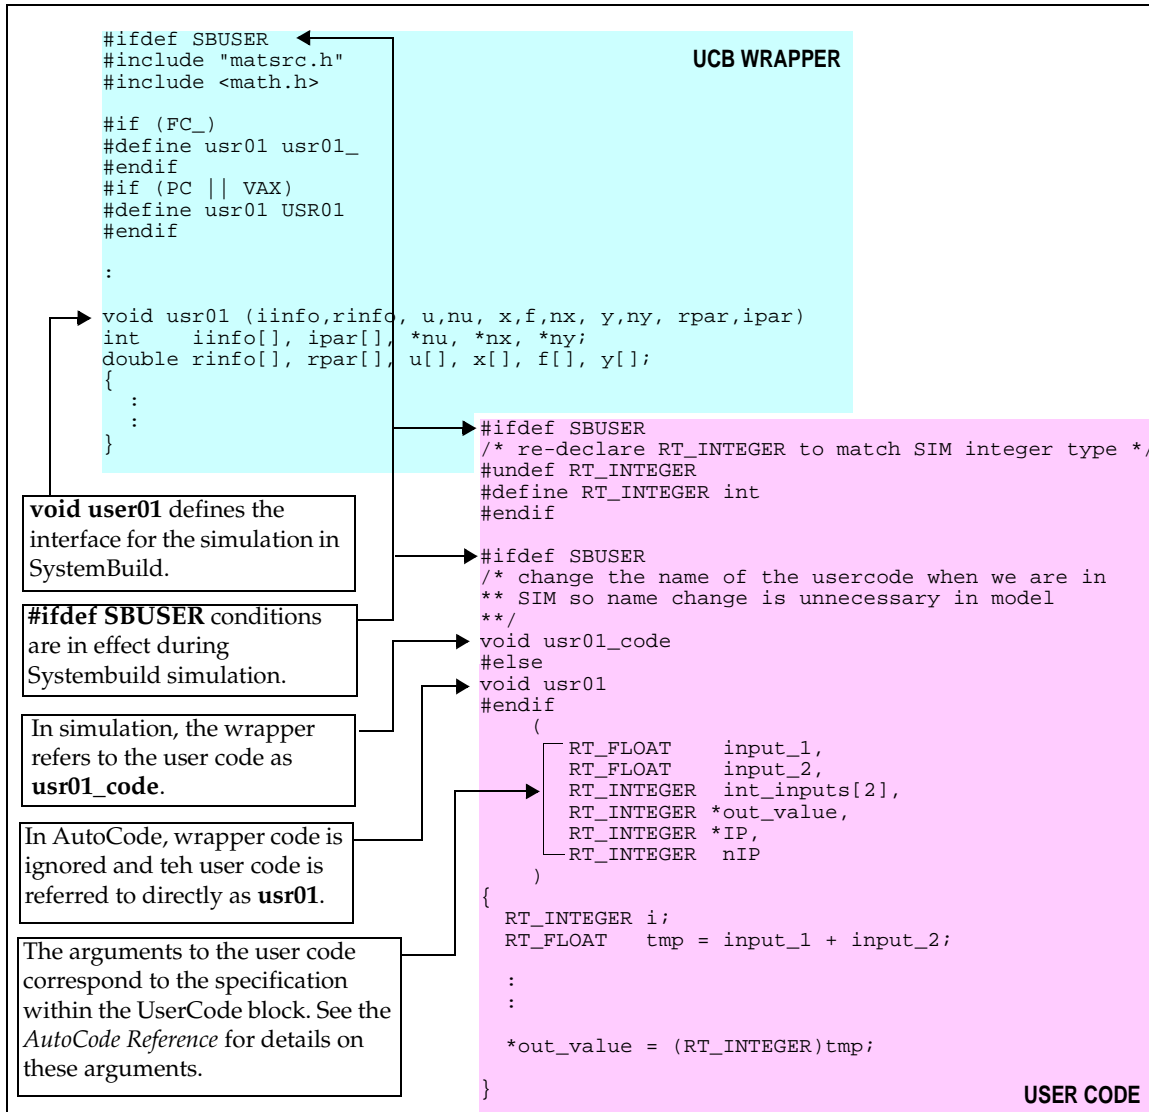 #ifdef SBUSER
#include "matsrc.h"
#include <math.h>
UCB WRAPPER
#if (FC_)
#define usr01 usr01_
#endif
#if (PC || VAX)
#define usr01 USR01
#endif
:
void usr01 (iinfo,rinfo, u,nu, x,f,nx, y,ny, rpar,ipar)
int    iinfo[], ipar[], *nu, *nx, *ny;
double rinfo[], rpar[], u[], x[], f[], y[];
{
:
:
}
#ifdef SBUSER
/* re-declare RT_INTEGER to match SIM integer type */
#undef RT_INTEGER
#define RT_INTEGER int
#endif
#ifdef SBUSER
/* change the name of the usercode when we are in
** SIM so name change is unnecessary in model
**/
void usr01_code
#else
void usr01
#endif
(
RT_FLOAT    input_1,
RT_FLOAT    input_2,
RT_INTEGER  int_inputs[2],
RT_INTEGER *out_value,
RT_INTEGER *IP,
RT_INTEGER  nIP
)
{
RT_INTEGER i;
RT_FLOAT   tmp = input_1 + input_2;
:
:
*out_value = (RT_INTEGER)tmp;
}
USER CODE
void user01 defines the
interface for the simulation in
SystemBuild.
#ifdef SBUSER conditions
are in effect during
Systembuild simulation.
In simulation, the wrapper
refers to the user code as
usr01_code.
In AutoCode, wrapper code is
ignored and teh user code is
referred to directly as usr01.
The arguments to the user code
correspond to the specification
within the UserCode block. See the
AutoCode Reference for details on
these arguments.